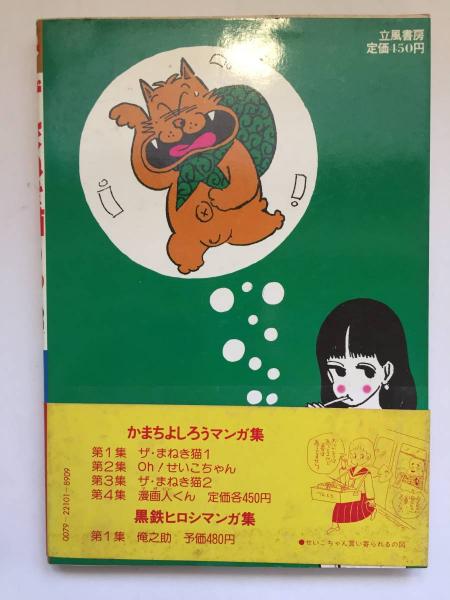 立風書房
定価450円
かまちよしろうマンガ集
第1集 ザ・まねき猫1
第2集 Oh!せいこちゃん
第3集 ザ・まねき猫2
第4集 漫画人くん 定価各450円
黒鉄ヒロシマンガ集
第1集 俺之助 予価480円
●せいこちゃん言い寄られるの図
0079-22101-8909